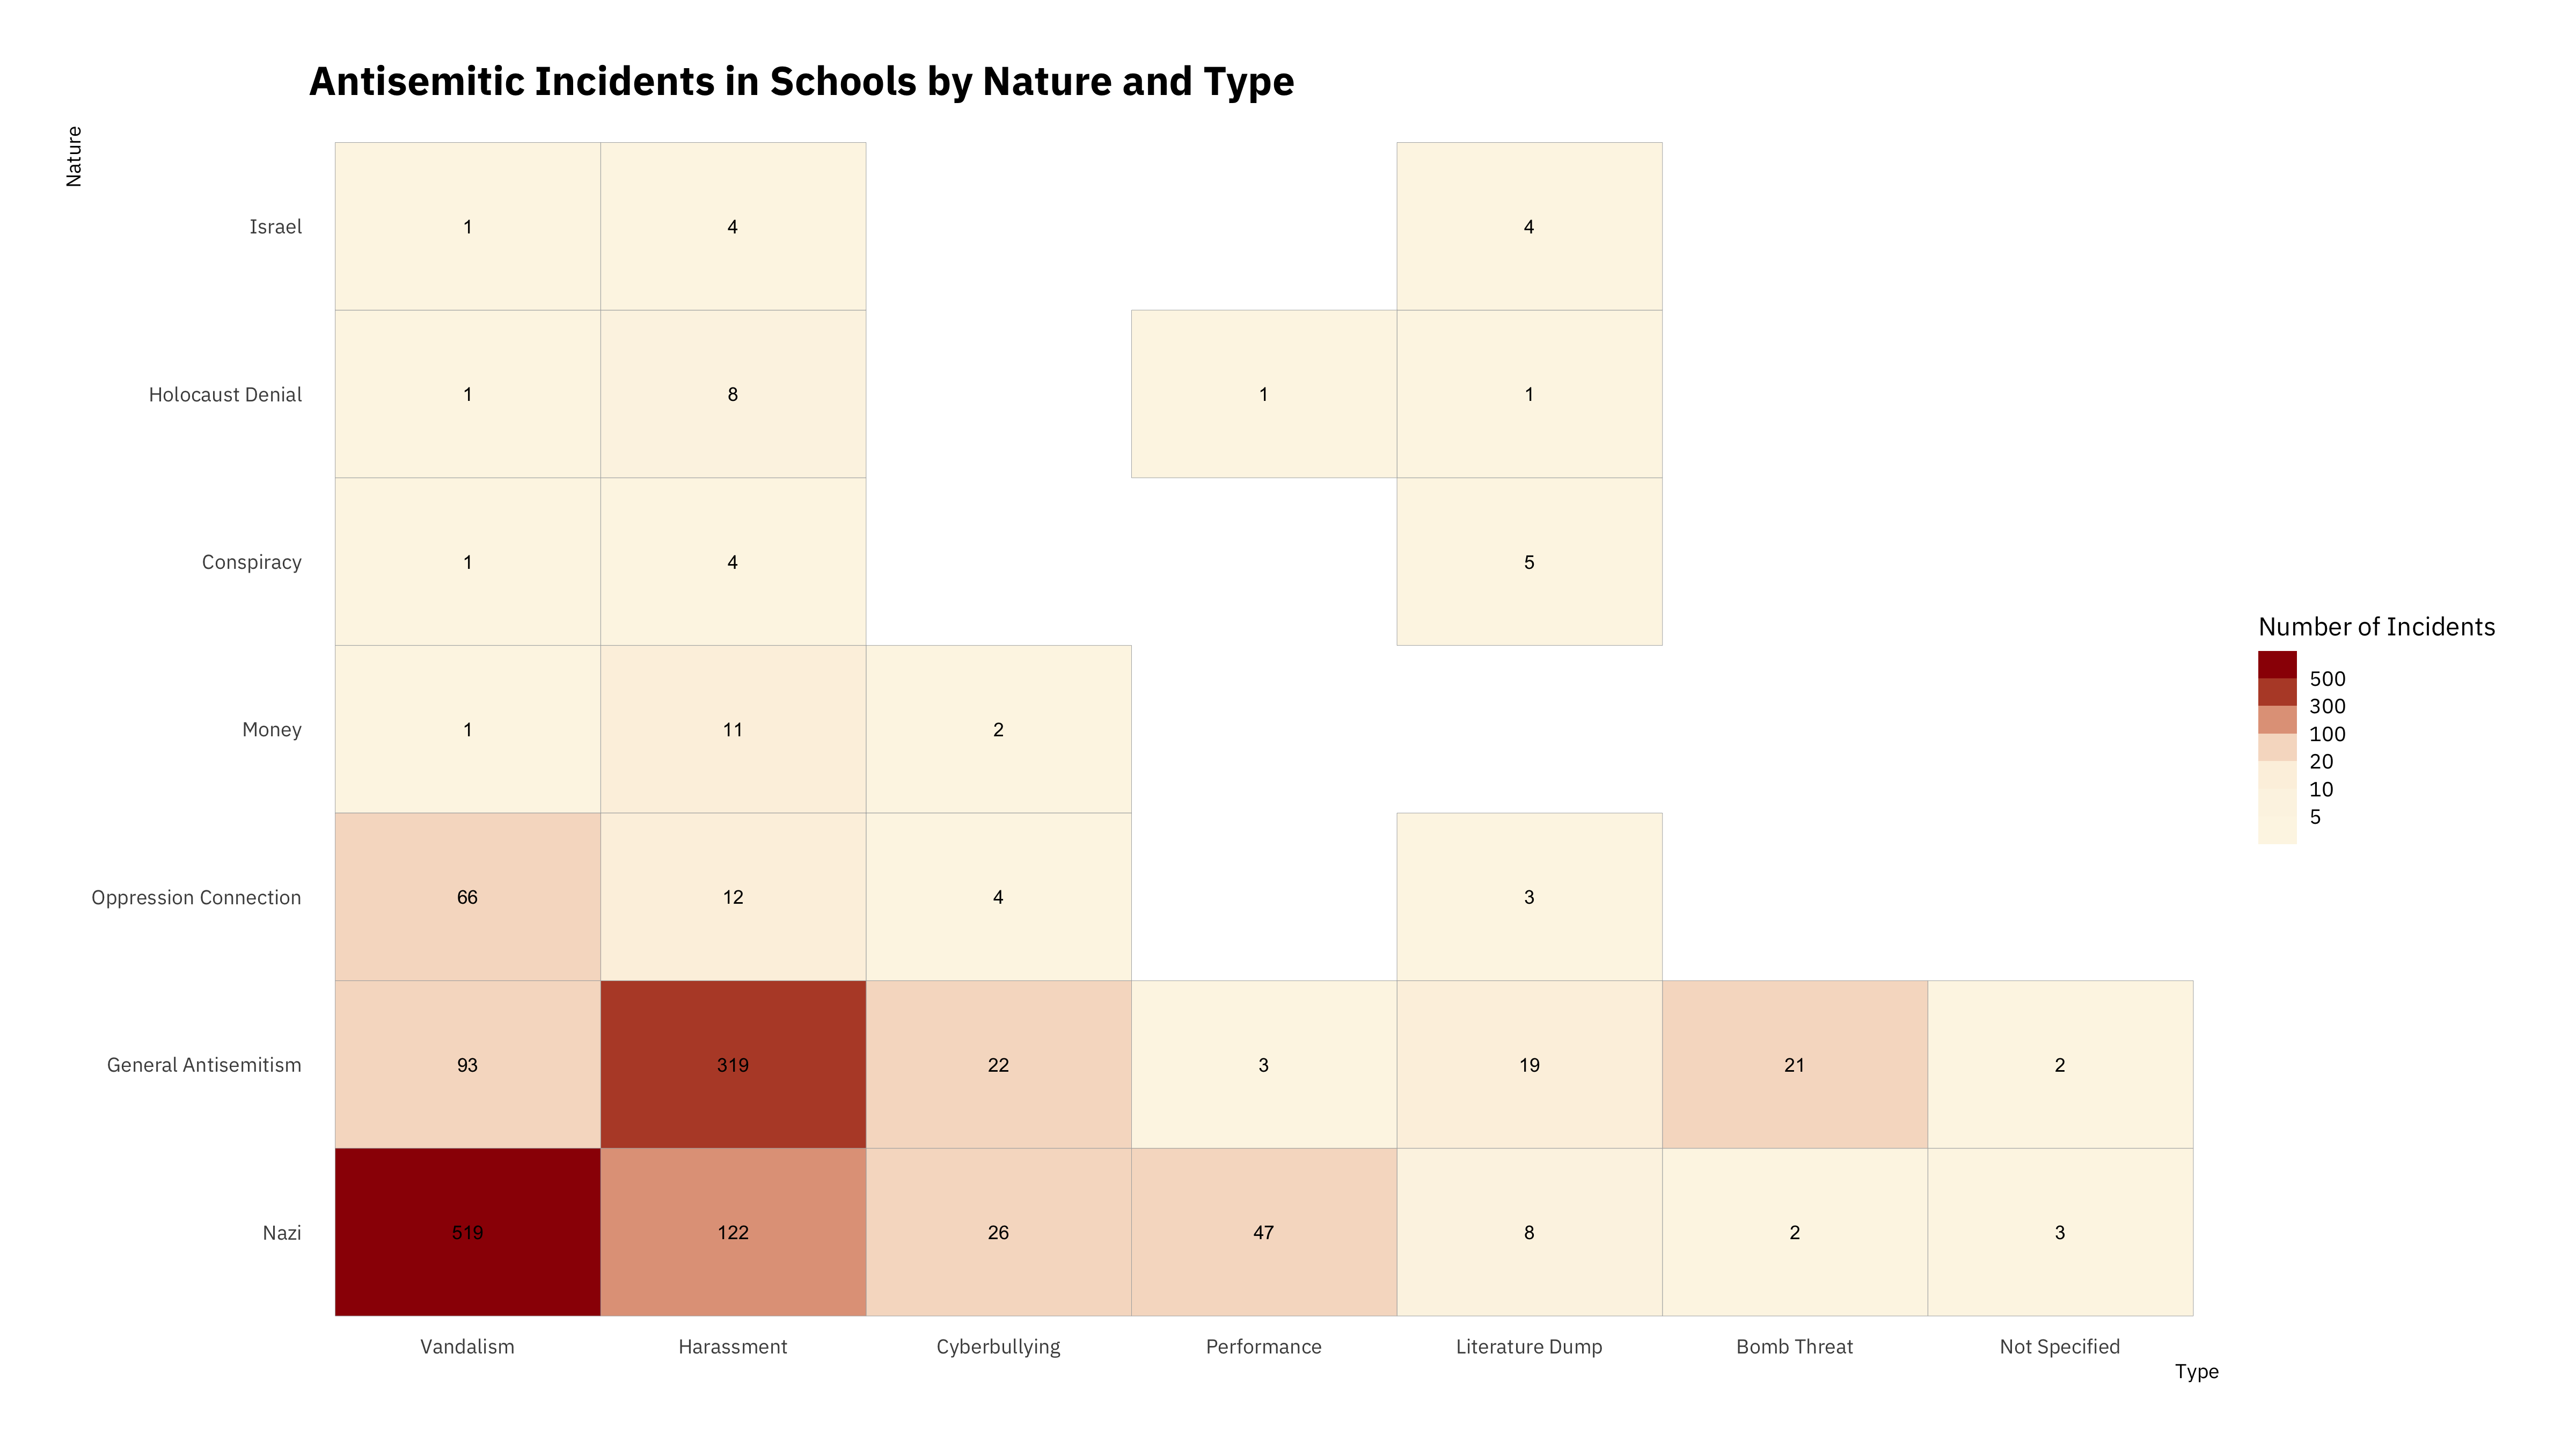 Antisemitic Incidents in Schools by Nature and Type
Nature
Israel 1 4 4
Holocaust Denial 1 8 1 1
Conspiracy 1 4 5
Number of Incidents
500
300
100
20
10
5
Money 1 11 2
Oppression Connection 66 12 4 3
General Antisemitism 93 319 22 3 19 21 2
Nazi 519 122 26 47 8 2 3
Vandalism Harassment Cyberbullying Performance Literature Dump Bomb Threat Not Specified
Type